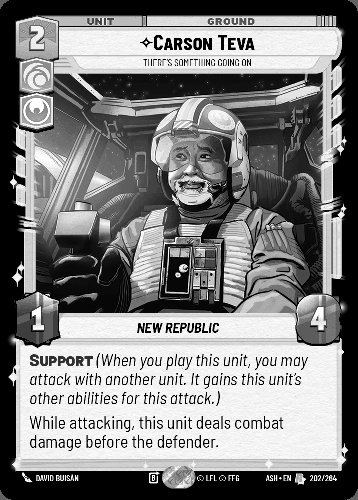 UNIT
GROUND
2
✧CARSON TEVA
THERE'S SOMETHING GOING ON
1
NEW REPUBLIC
4
SUPPORT (When you play this unit, you may
attack with another unit. It gains this unit's
other abilities for this attack.)
While attacking, this unit deals combat
damage before the defender.
DAVID BUISÁN
© LFL © FFG
ASH • EN
202/264